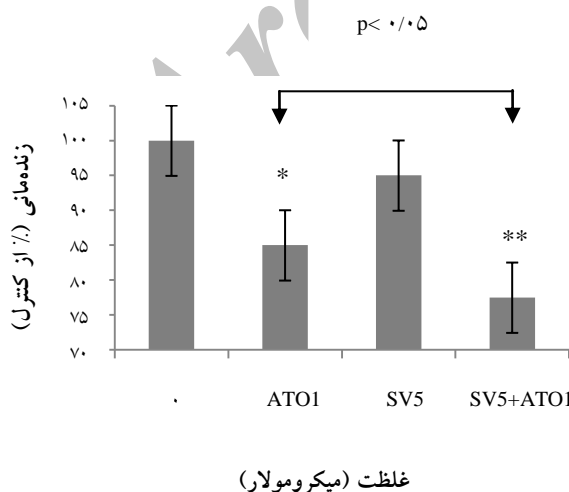 p< ۰/۰۵
زنده‌مانی (٪ از کنترل)
۱۰۵
۱۰۰
۹۵
۹۰
۸۵
۸۰
۷۵
۷۰
*
**
۰ ATO1 SV5 SV5+ATO1
غلظت (میکرومولار)